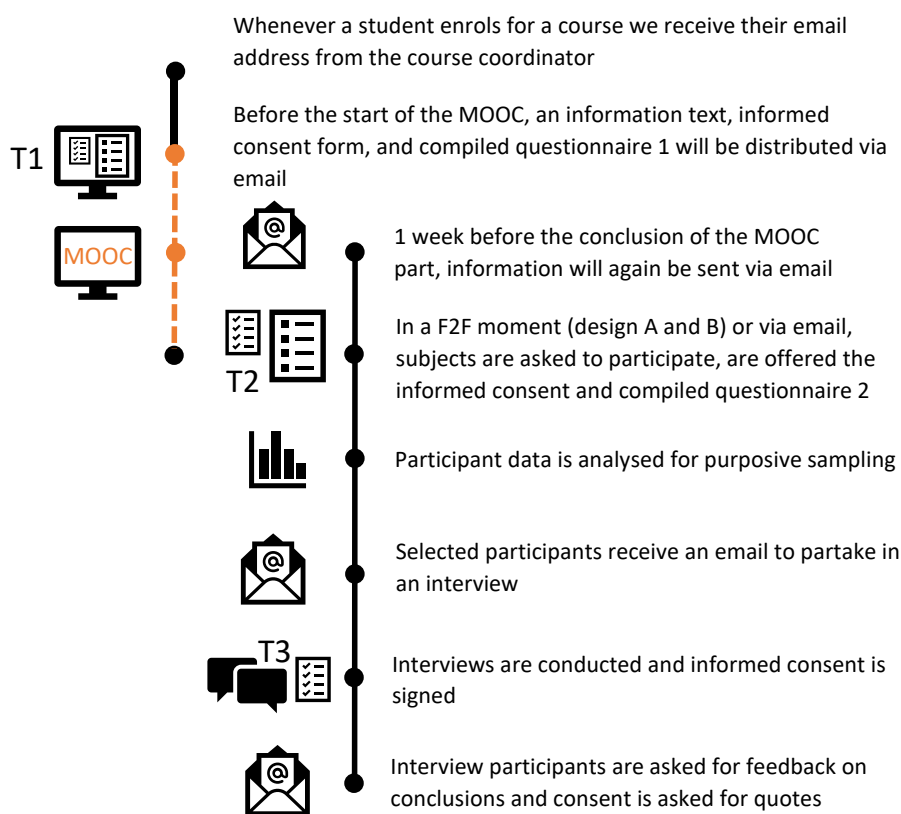 Whenever a student enrols for a course we receive their email
address from the course coordinator
Before the start of the MOOC, an information text, informed
consent form, and compiled questionnaire 1 will be distributed via
email
T1
MOOC
@
1 week before the conclusion of the MOOC
part, information will again be sent via email
T2
In a F2F moment (design A and B) or via email,
subjects are asked to participate, are offered the
informed consent and compiled questionnaire 2
Participant data is analysed for purposive sampling
@
Selected participants receive an email to partake in
an interview
T3
Interviews are conducted and informed consent is
signed
@
Interview participants are asked for feedback on
conclusions and consent is asked for quotes